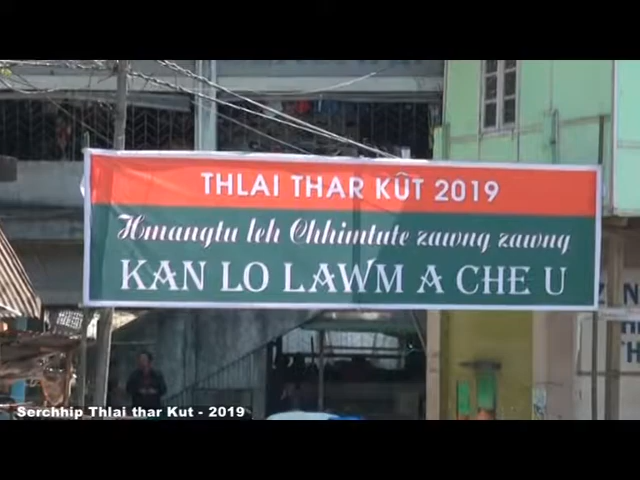 THLAI THAR KÛT 2019
Hmangtu leh Chhimtute zawng zawng
KAN LO LAWM A CHE U
Serchhip Thlai thar Kut - 2019